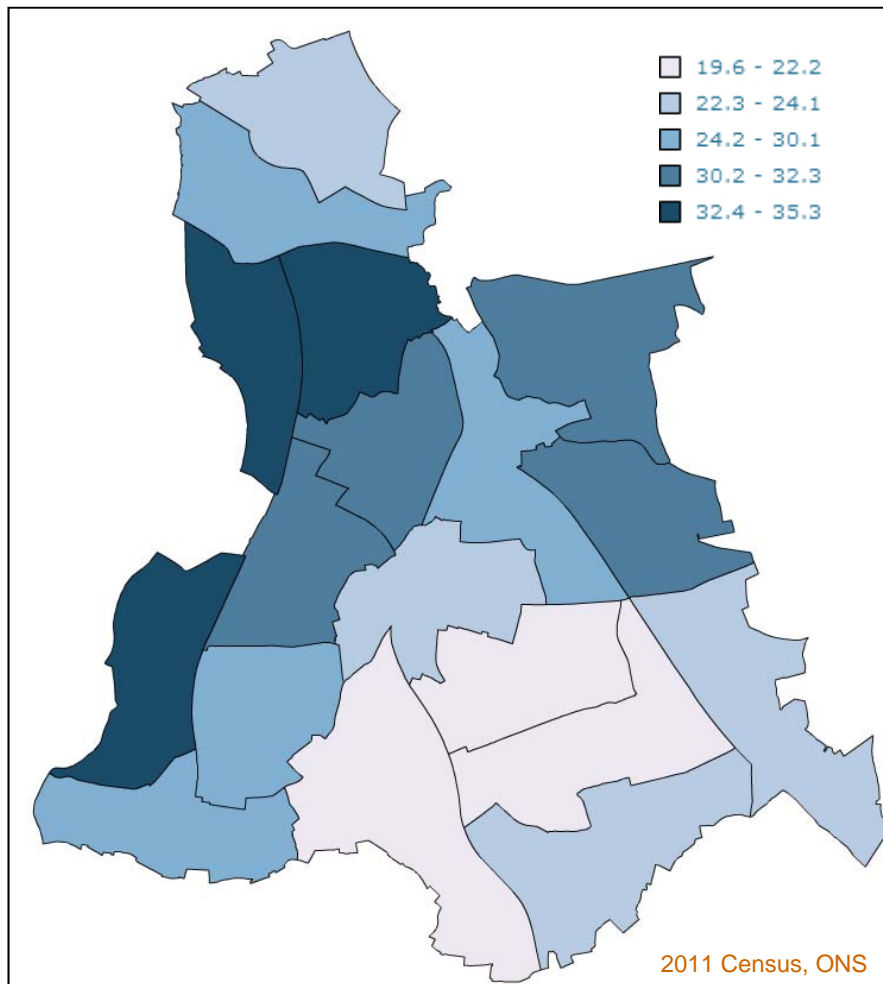 19.6 - 22.2
22.3 - 24.1
24.2 - 30.1
30.2 - 32.3
32.4 - 35.3
2011 Census, ONS